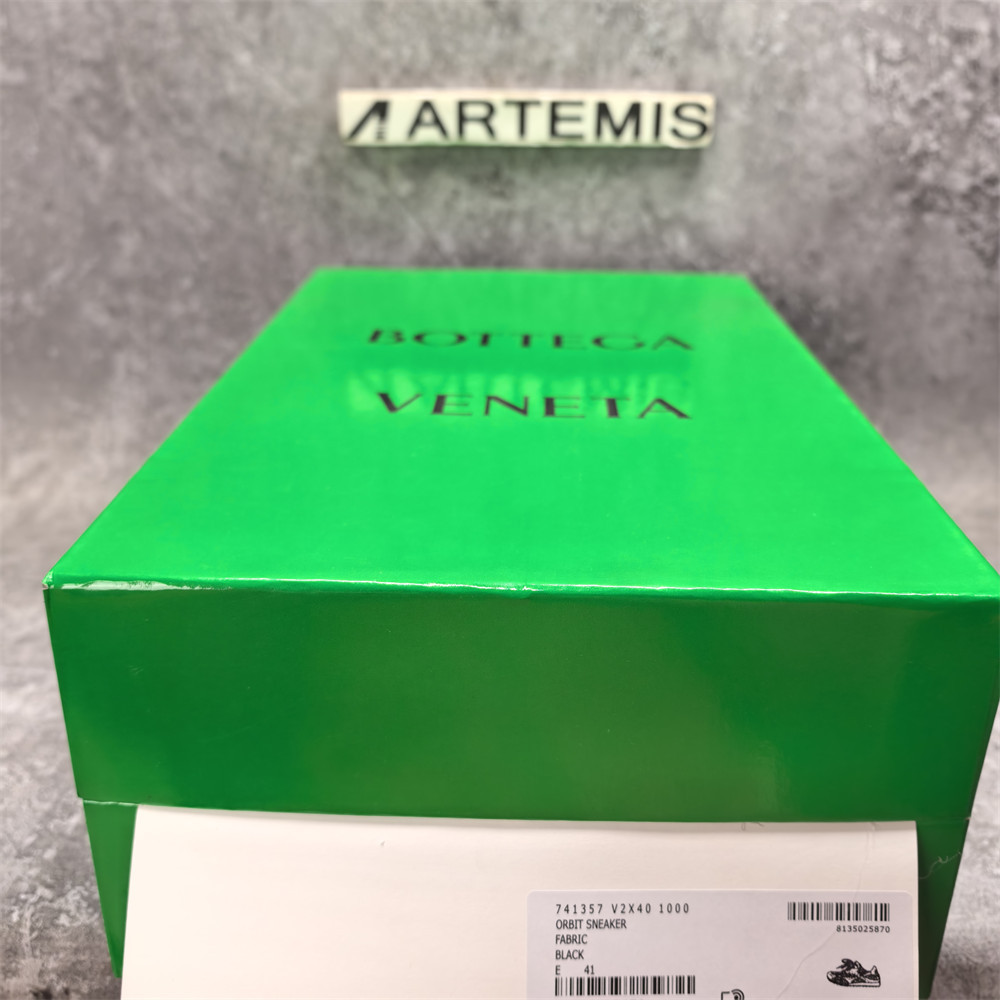 ARTEMIS
BOTTEGA
VENETA
741357 V2X40 1000
8135025870
ORBIT SNEAKER
FABRIC
BLACK
E 41